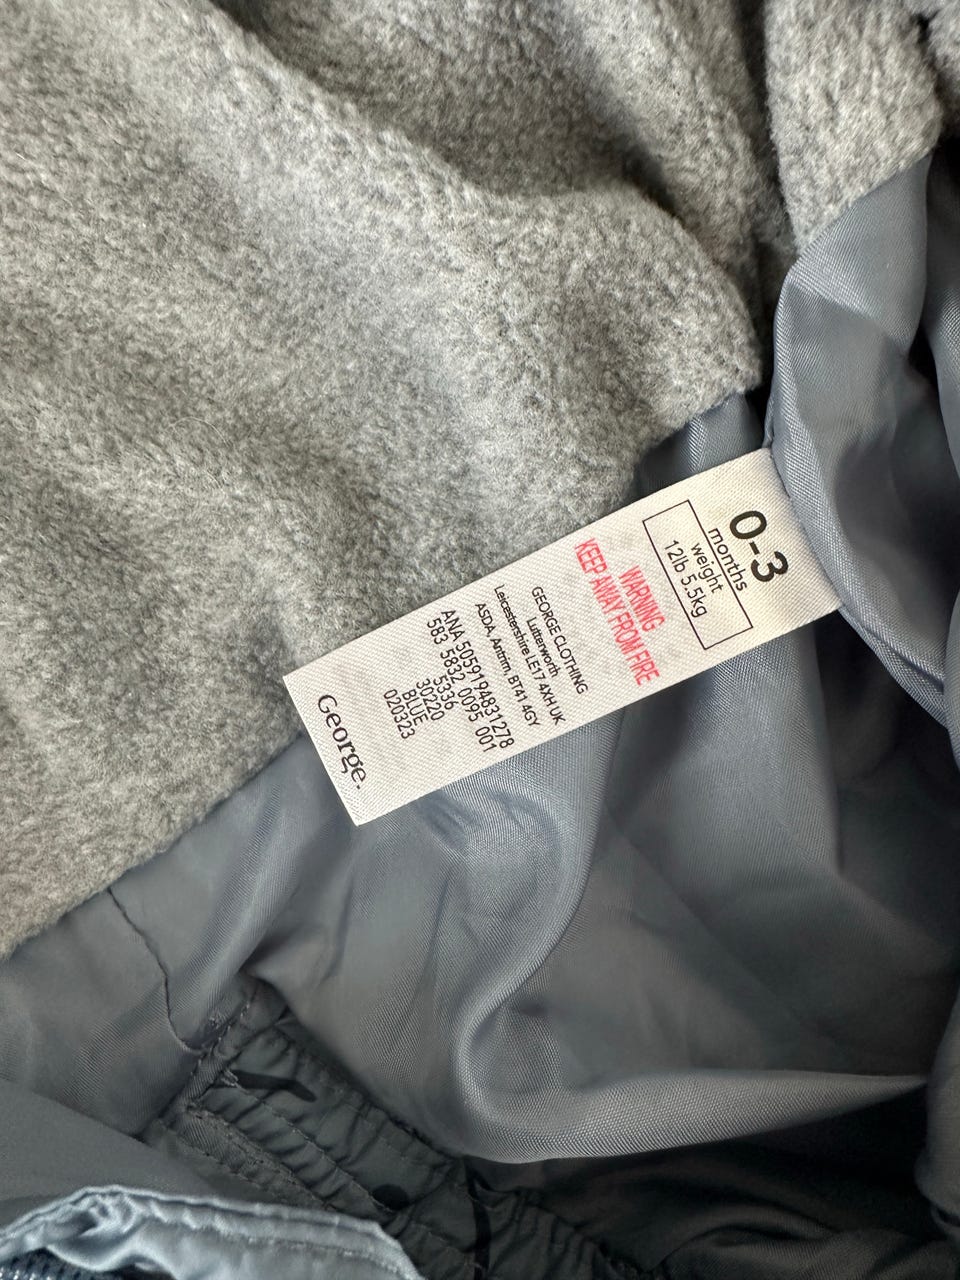 0-3
months
weight
12lb 5.5kg
WARNING
KEEP AWAY FROM FIRE
GEORGE CLOTHING
Lutterworth
Leicestershire LE17 4XH UK
ASDA, Antrim, BT41 4GY
ANA 5059194831278
583 5832 0095 001
5336
30220
BLUE
020323
George.